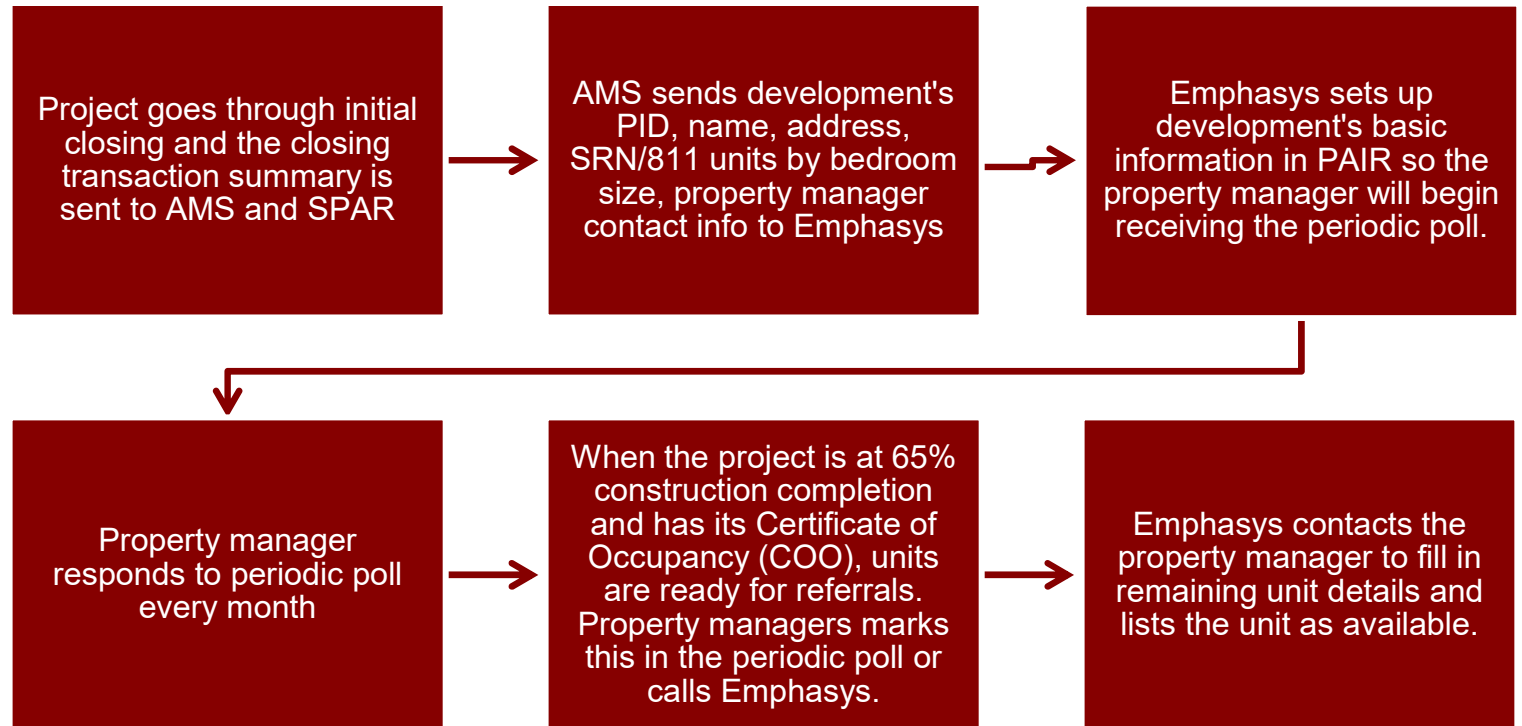 Project goes through initial
closing and the closing
transaction summary is
sent to AMS and SPAR
AMS sends development's
PID, name, address,
SRN/811 units by bedroom
size, property manager
contact info to Emphasys
Emphasys sets up
development's basic
information in PAIR so the
property manager will begin
receiving the periodic poll.
Property manager
responds to periodic poll
every month
When the project is at 65%
construction completion
and has its Certificate of
Occupancy (COO), units
are ready for referrals.
Property managers marks
this in the periodic poll or
calls Emphasys.
Emphasys contacts the
property manager to fill in
remaining unit details and
lists the unit as available.